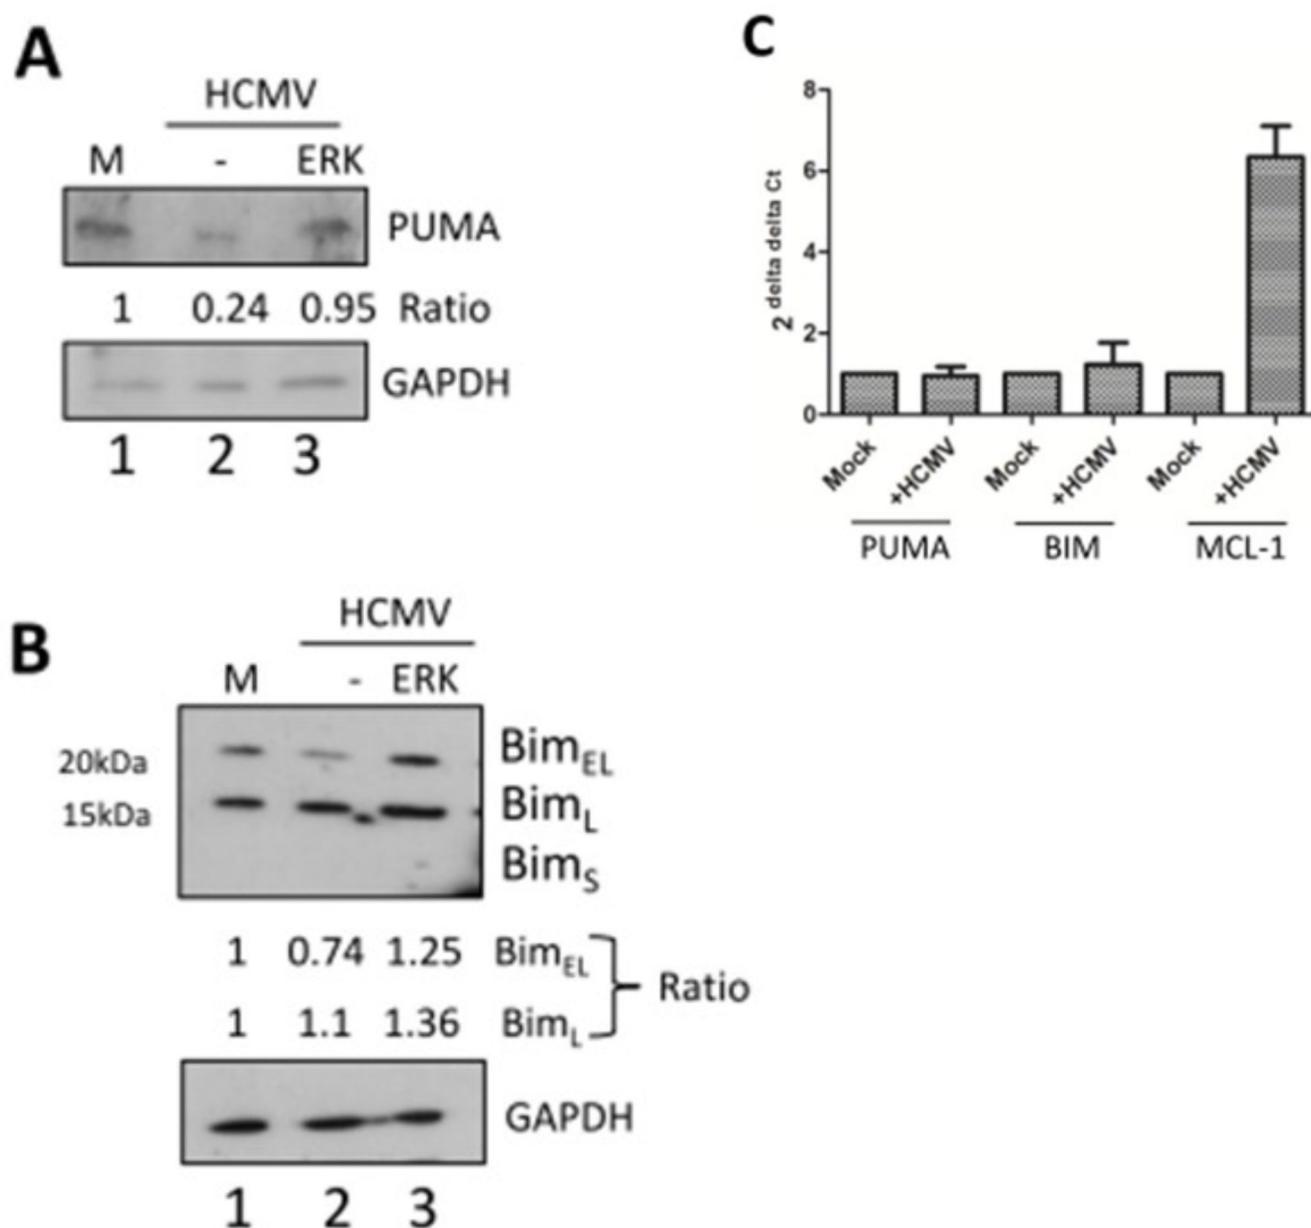 A
HCMV
M - ERK
PUMA
1 0.24 0.95 Ratio
GAPDH
1 2 3
B
HCMV
M - ERK
20kDa
15kDa
BimEL
BimL
BimS
1 0.74 1.25 BimEL
1 1.1 1.36 BimL
Ratio
GAPDH
1 2 3
C
2 delta delta Ct
8
6
4
2
0
Mock +HCMV Mock +HCMV Mock +HCMV
PUMA BIM MCL-1